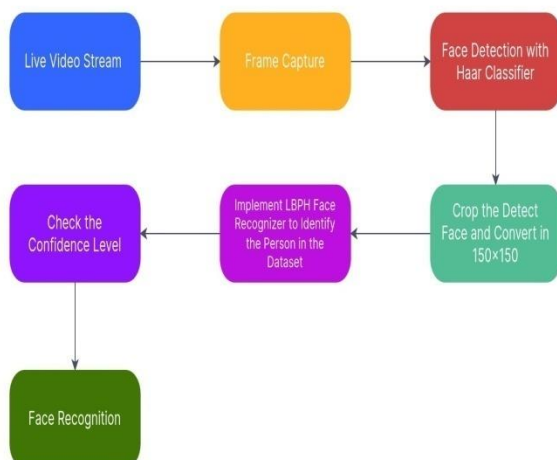 Live Video Stream
Frame Capture
Face Detection with
Haar Classifier
Crop the Detect
Face and Convert in
150×150
Implement LBPH Face
Recognizer to Identify
the Person in the
Dataset
Check the
Confidence Level
Face Recognition